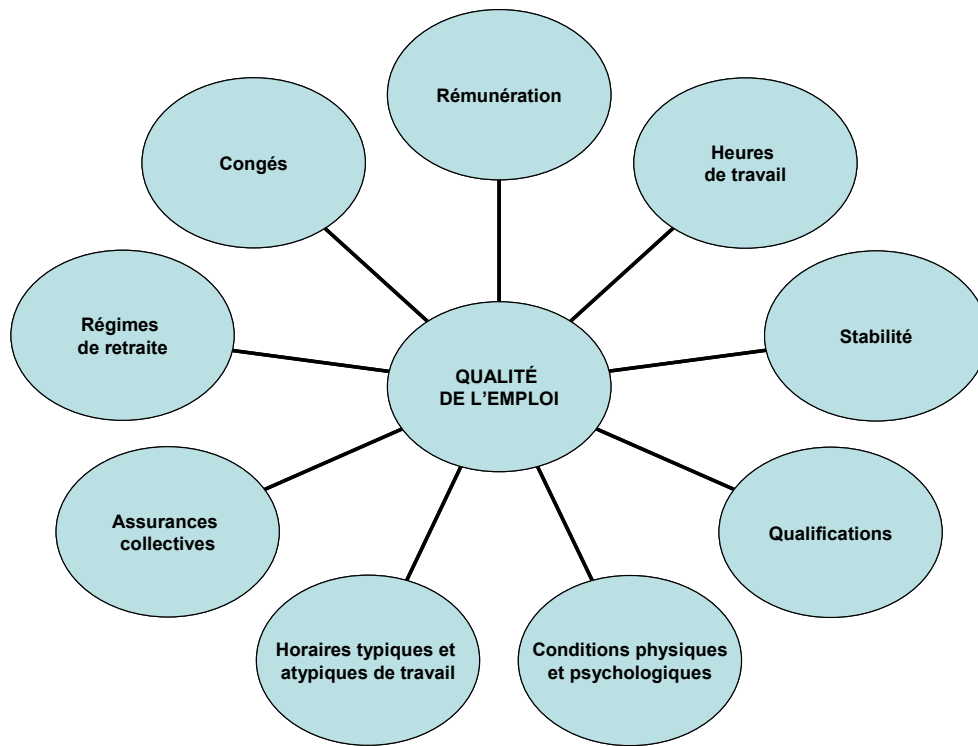 Rémunération
Congés
Heures
de travail
Régimes
de retraite
Stabilité
QUALITÉ
DE L’EMPLOI
Assurances
collectives
Qualifications
Horaires typiques et
atypiques de travail
Conditions physiques
et psychologiques